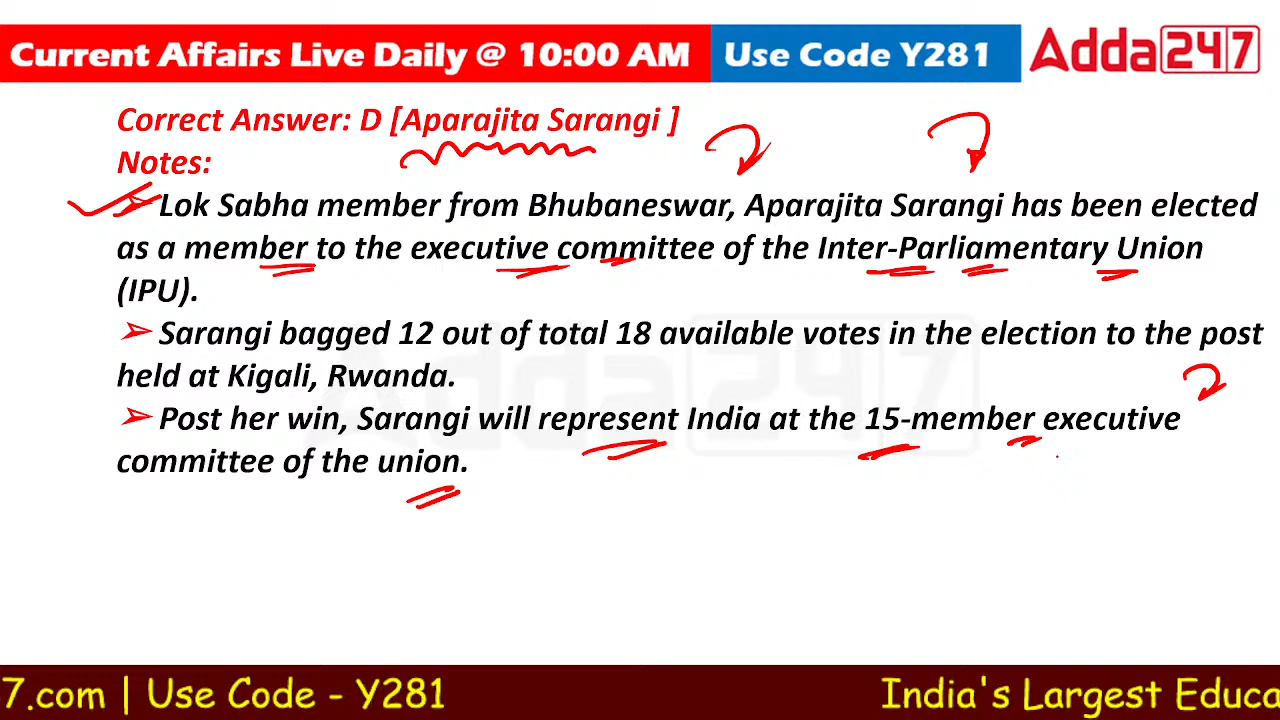 Current Affairs Live Daily @ 10:00 AM Use Code Y281 Adda247
Correct Answer: D [Aparajita Sarangi ]
Notes:
➢ Lok Sabha member from Bhubaneswar, Aparajita Sarangi has been elected
as a member to the executive committee of the Inter-Parliamentary Union
(IPU).
➢ Sarangi bagged 12 out of total 18 available votes in the election to the post
held at Kigali, Rwanda.
➢ Post her win, Sarangi will represent India at the 15-member executive
committee of the union.
Adda247
7.com | Use Code - Y281 India's Largest Educa